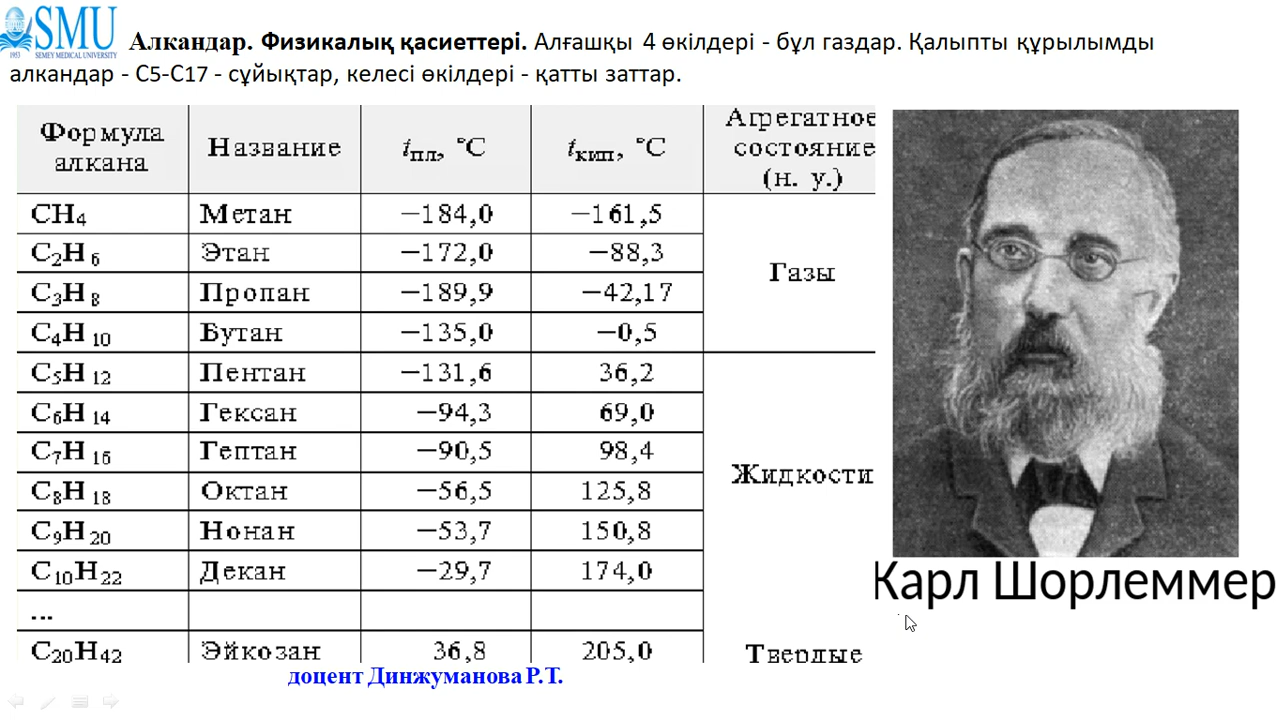 SMU
SEMEY MEDICAL UNIVERSITY
1953
Алкандар. Физикалық қасиеттері. Алғашқы 4 өкілдері - бұл газдар. Қалыпты құрылымды
алкандар - С5-С17 - сұйықтар, келесі өкілдері - қатты заттар.
Формула алкана Название tпл, °C tкип, °C Агрегатное состояние (н. у.)
CH₄ Метан −184,0 −161,5
C₂H₆ Этан −172,0 −88,3
Газы
C₃H₈ Пропан −189,9 −42,17
C₄H₁₀ Бутан −135,0 −0,5
C₅H₁₂ Пентан −131,6 36,2
C₆H₁₄ Гексан −94,3 69,0
C₇H₁₆ Гептан −90,5 98,4
Жидкости
C₈H₁₈ Октан −56,5 125,8
C₉H₂₀ Нонан −53,7 150,8
C₁₀H₂₂ Декан −29,7 174,0
...
C₂₀H₄₂ Эйкозан 36,8 205,0 Твердые
Карл Шорлеммер
доцент Динжуманова Р.Т.